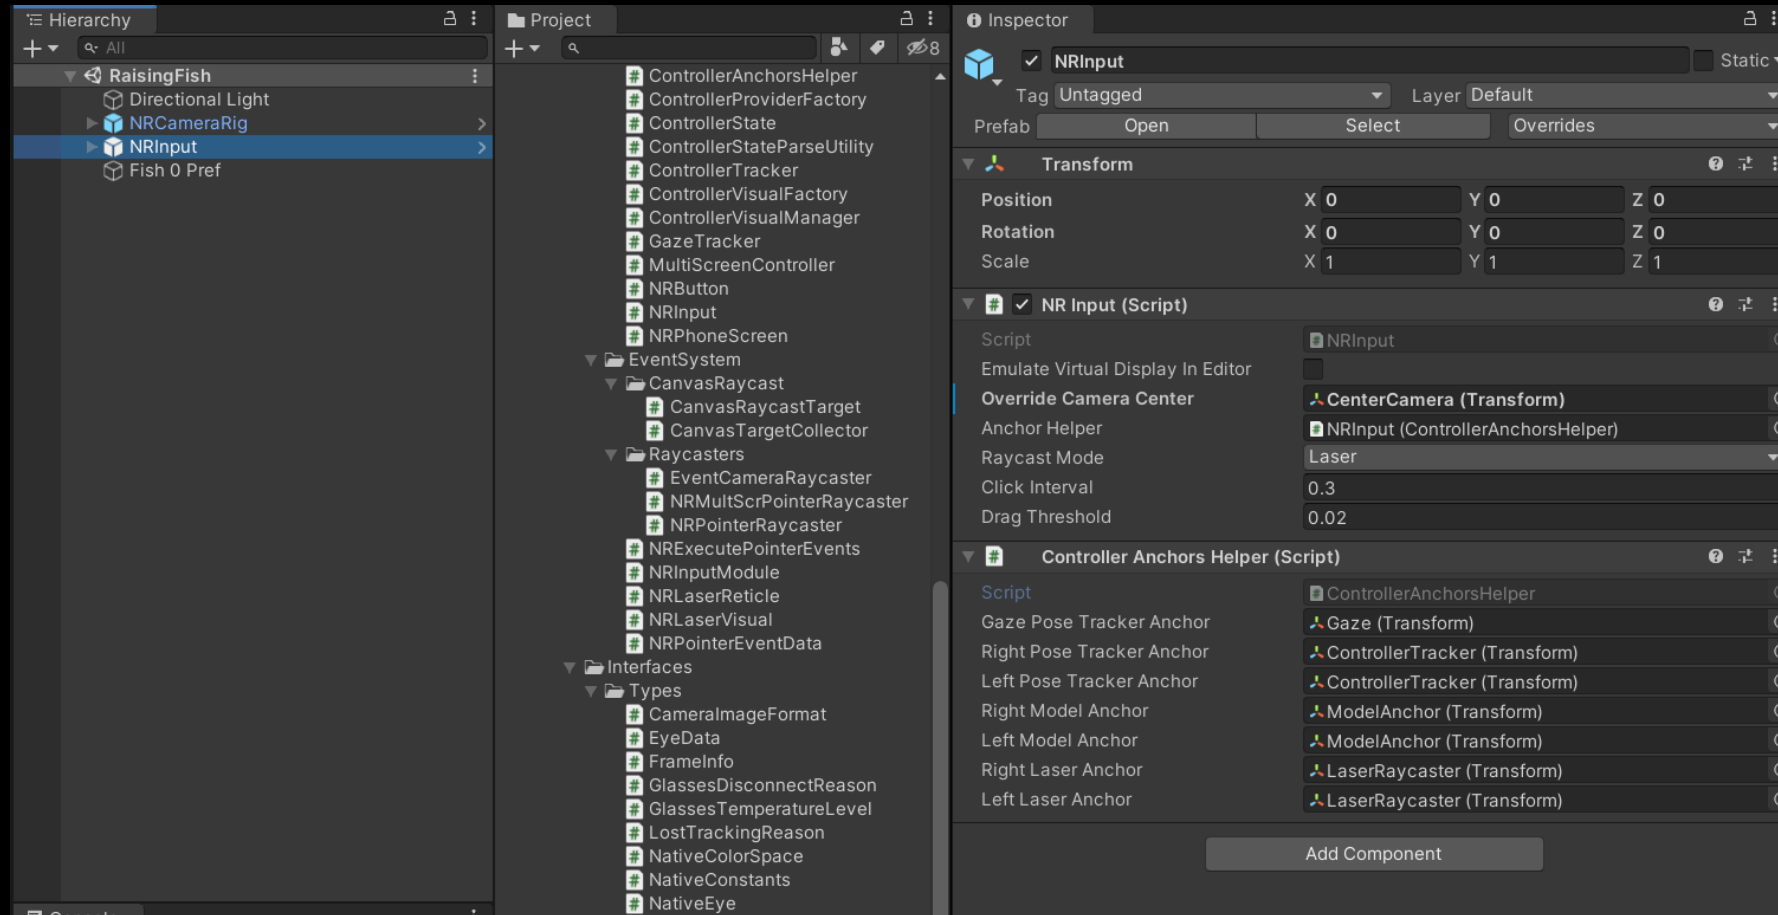 Hierarchy
All
RaisingFish
Directional Light
NRCameraRig
NRInput
Fish 0 Pref
Project
8
ControllerAnchorsHelper
ControllerProviderFactory
ControllerState
ControllerStateParseUtility
ControllerTracker
ControllerVisualFactory
ControllerVisualManager
GazeTracker
MultiScreenController
NRButton
NRInput
NRPhoneScreen
EventSystem
CanvasRaycast
CanvasRaycastTarget
CanvasTargetCollector
Raycasters
EventCameraRaycaster
NRMultScrPointerRaycaster
NRPointerRaycaster
NRExecutePointerEvents
NRInputModule
NRLaserReticle
NRLaserVisual
NRPointerEventData
Interfaces
Types
CameraImageFormat
EyeData
FrameInfo
GlassesDisconnectReason
GlassesTemperatureLevel
LostTrackingReason
NativeColorSpace
NativeConstants
NativeEye
Inspector
NRInput Static
Tag Untagged Layer Default
Prefab Open Select Overrides
Transform
Position X 0 Y 0 Z 0
Rotation X 0 Y 0 Z 0
Scale X 1 Y 1 Z 1
NR Input (Script)
Script NRInput
Emulate Virtual Display In Editor
Override Camera Center CenterCamera (Transform)
Anchor Helper NRInput (ControllerAnchorsHelper)
Raycast Mode Laser
Click Interval 0.3
Drag Threshold 0.02
Controller Anchors Helper (Script)
Script ControllerAnchorsHelper
Gaze Pose Tracker Anchor Gaze (Transform)
Right Pose Tracker Anchor ControllerTracker (Transform)
Left Pose Tracker Anchor ControllerTracker (Transform)
Right Model Anchor ModelAnchor (Transform)
Left Model Anchor ModelAnchor (Transform)
Right Laser Anchor LaserRaycaster (Transform)
Left Laser Anchor LaserRaycaster (Transform)
Add Component